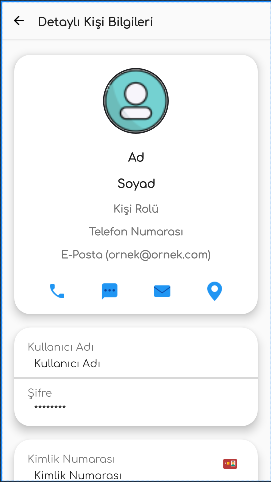 Detaylı Kişi Bilgileri
Ad
Soyad
Kişi Rolü
Telefon Numarası
E-Posta (ornek@ornek.com)
Kullanıcı Adı
Kullanıcı Adı
Şifre
********
Kimlik Numarası
Kimlik Numarası